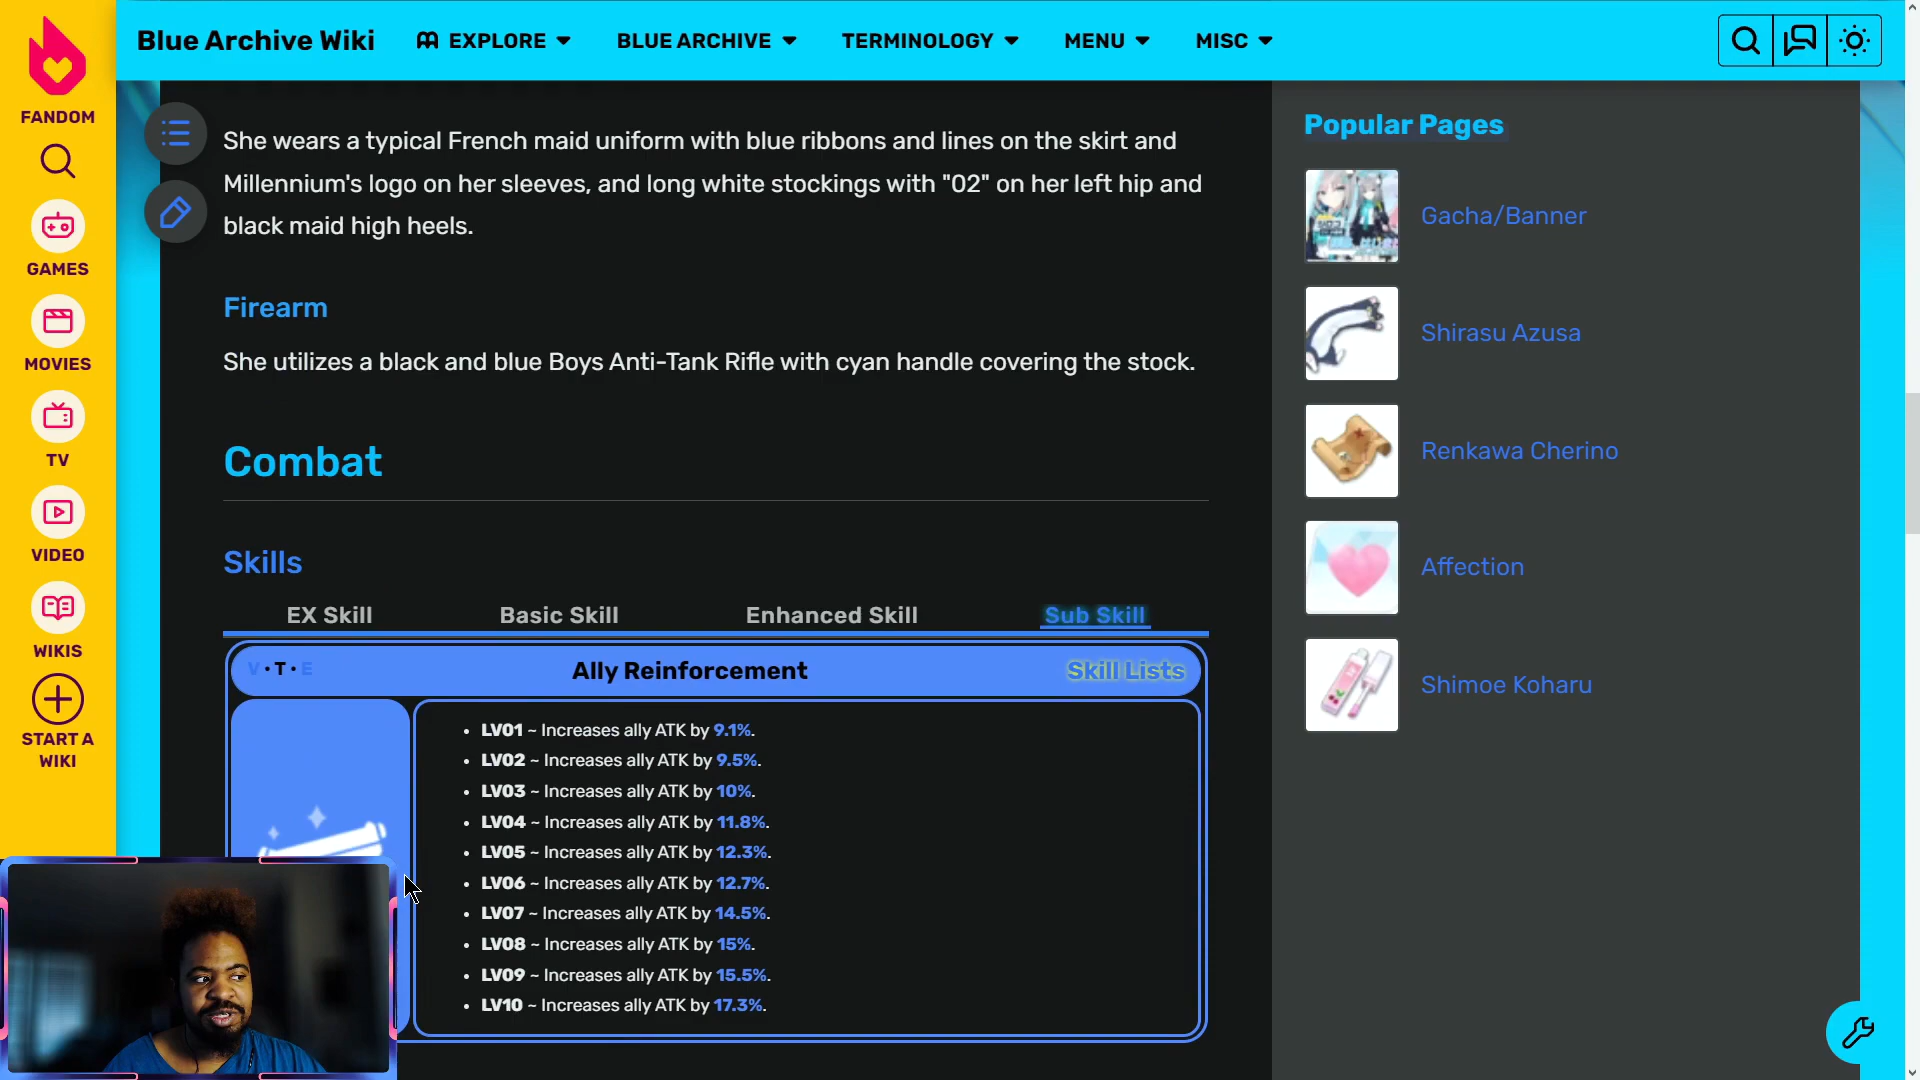 FANDOM
GAMES
MOVIES
TV
VIDEO
WIKIS
START A
WIKI
Blue Archive Wiki
EXPLORE
BLUE ARCHIVE
TERMINOLOGY
MENU
MISC
She wears a typical French maid uniform with blue ribbons and lines on the skirt and
Millennium's logo on her sleeves, and long white stockings with "02" on her left hip and
black maid high heels.
Firearm
She utilizes a black and blue Boys Anti-Tank Rifle with cyan handle covering the stock.
Combat
Skills
EX Skill
Basic Skill
Enhanced Skill
Sub Skill
V • T • E
Ally Reinforcement
Skill Lists
• LV01 ~ Increases ally ATK by 9.1%.
• LV02 ~ Increases ally ATK by 9.5%.
• LV03 ~ Increases ally ATK by 10%.
• LV04 ~ Increases ally ATK by 11.8%.
• LV05 ~ Increases ally ATK by 12.3%.
• LV06 ~ Increases ally ATK by 12.7%.
• LV07 ~ Increases ally ATK by 14.5%.
• LV08 ~ Increases ally ATK by 15%.
• LV09 ~ Increases ally ATK by 15.5%.
• LV10 ~ Increases ally ATK by 17.3%.
Popular Pages
Gacha/Banner
Shirasu Azusa
Renkawa Cherino
Affection
Shimoe Koharu